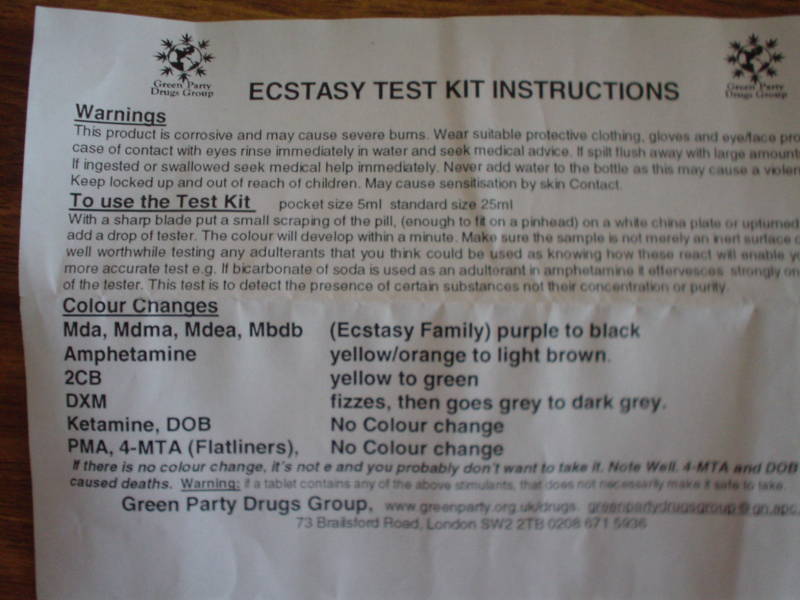 Green Party
Drugs Group
ECSTASY TEST KIT INSTRUCTIONS
Green Party
Drugs Group
Warnings
This product is corrosive and may cause severe burns. Wear suitable protective clothing, gloves and eye/face pro
case of contact with eyes rinse immediately in water and seek medical advice. If spilt flush away with large amount
If ingested or swallowed seek medical help immediately. Never add water to the bottle as this may cause a violen
Keep locked up and out of reach of children. May cause sensitisation by skin Contact.
To use the Test Kit pocket size 5ml standard size 25ml
With a sharp blade put a small scraping of the pill, (enough to fit on a pinhead) on a white china plate or upturned
add a drop of tester. The colour will develop within a minute. Make sure the sample is not merely an inert surface
well worthwhile testing any adulterants that you think could be used as knowing how these react will enable
more accurate test e.g. If bicarbonate of soda is used as an adulterant in amphetamine it effervesces strongly on
of the tester. This test is to detect the presence of certain substances not their concentration or purity.
Colour Changes
Mda, Mdma, Mdea, Mbdb (Ecstasy Family) purple to black
Amphetamine yellow/orange to light brown.
2CB yellow to green
DXM fizzes, then goes grey to dark grey.
Ketamine, DOB No Colour change
PMA, 4-MTA (Flatliners), No Colour change
If there is no colour change, it's not e and you probably don't want to take it. Note Well. 4-MTA and DOB
caused deaths. Warning: if a tablet contains any of the above stimulants, that does not necessarily make it safe to take.
Green Party Drugs Group, www.greenparty.org.uk/drugs. greenpartydrugsgroup@gn.apc.
73 Brailsford Road, London SW2 2TB 0208 671 5936